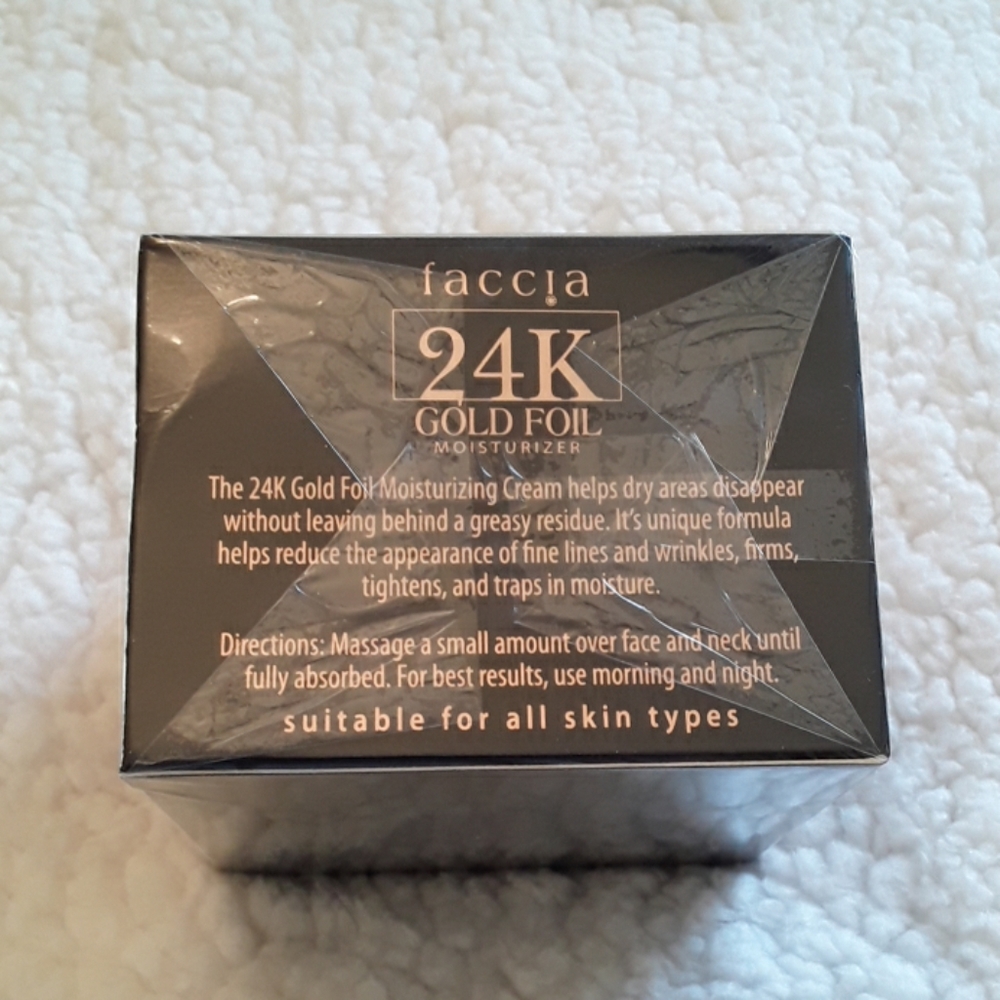 faccia
24K
GOLD FOIL
MOISTURIZER
The 24K Gold Foil Moisturizing Cream helps dry areas disappear
without leaving behind a greasy residue. It's unique formula
helps reduce the appearance of fine lines and wrinkles, firms,
tightens, and traps in moisture.
Directions: Massage a small amount over face and neck until
fully absorbed. For best results, use morning and night.
suitable for all skin types